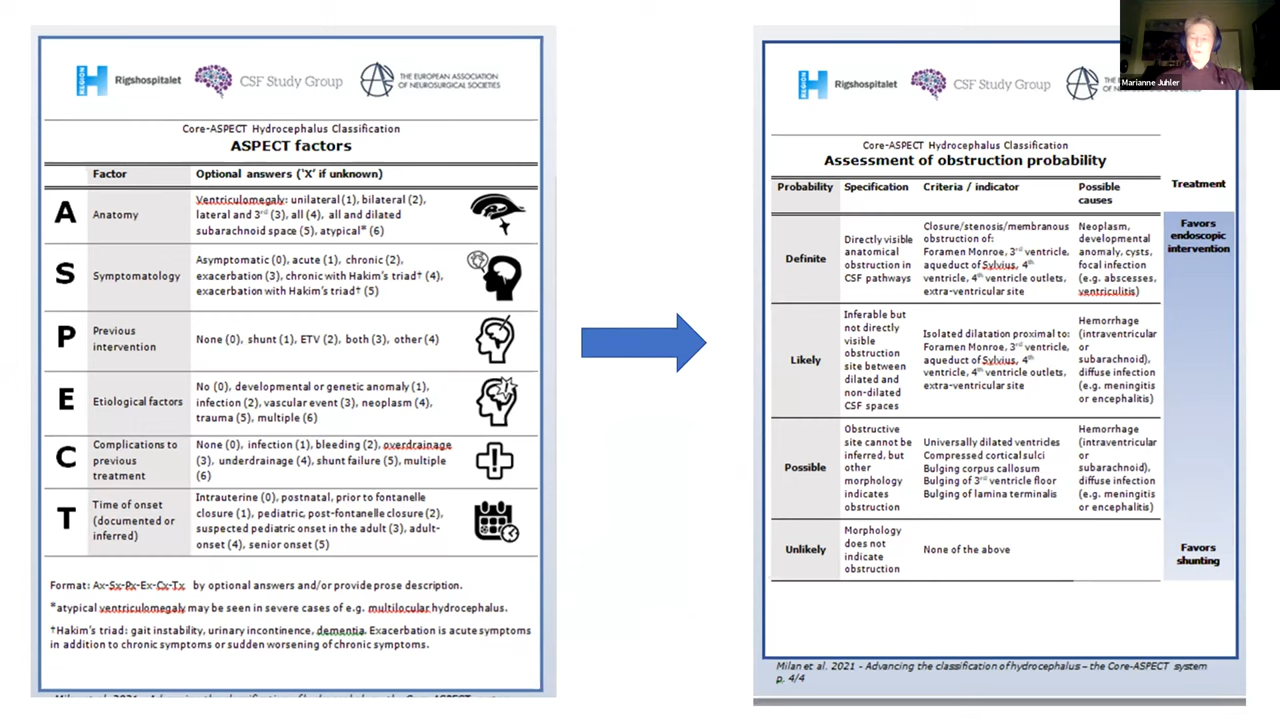 REGION
H
Rigshospitalet
CSF Study Group
THE EUROPEAN ASSOCIATION
OF NEUROSURGICAL SOCIETIES
Core-ASPECT Hydrocephalus Classification
ASPECT factors
Factor
Optional answers ('X' if unknown)
A
Anatomy
Ventriculomegaly: unilateral (1), bilateral (2),
lateral and 3rd (3), all (4), all and dilated
subarachnoid space (5), atypical* (6)
S
Symptomatology
Asymptomatic (0), acute (1), chronic (2),
exacerbation (3), chronic with Hakim's triad† (4),
exacerbation with Hakim's triad† (5)
P
Previous
intervention
None (0), shunt (1), ETV (2), both (3), other (4)
E
Etiological factors
No (0), developmental or genetic anomaly (1),
infection (2), vascular event (3), neoplasm (4),
trauma (5), multiple (6)
C
Complications to
previous
treatment
None (0), infection (1), bleeding (2), overdrainage
(3), underdrainage (4), shunt failure (5), multiple
(6)
T
Time of onset
(documented or
inferred)
Intrauterine (0), postnatal, prior to fontanelle
closure (1), pediatric, post-fontanelle closure (2),
suspected pediatric onset in the adult (3), adult-
onset (4), senior onset (5)
Format: Ax-Sx-Px-Ex-Cx-Tx by optional answers and/or provide prose description.
*atypical ventriculomegaly may be seen in severe cases of e.g. multilocular hydrocephalus.
†Hakim's triad: gait instability, urinary incontinence, dementia. Exacerbation is acute symptoms
in addition to chronic symptoms or sudden worsening of chronic symptoms.
REGION
H
Rigshospitalet
CSF Study Group
Marianne Juhler
Core-ASPECT Hydrocephalus Classification
Assessment of obstruction probability
Probability
Specification
Criteria / indicator
Possible
causes
Treatment
Definite
Directly visible
anatomical
obstruction in
CSF pathways
Closure/stenosis/membranous
obstruction of:
Foramen Monroe, 3rd ventricle,
aqueduct of Sylvius, 4th
ventricle, 4th ventricle outlets,
extra-ventricular site
Neoplasm,
developmental
anomaly, cysts,
focal infection
(e.g. abscesses,
ventriculitis)
Favors
endoscopic
intervention
Likely
Inferable but
not directly
visible
obstruction
site between
dilated and
non-dilated
CSF spaces
Isolated dilatation proximal to:
Foramen Monroe, 3rd ventricle,
aqueduct of Sylvius, 4th
ventricle, 4th ventricle outlets,
extra-ventricular site
Hemorrhage
(intraventricular
or
subarachnoid),
diffuse infection
(e.g. meningitis
or encephalitis)
Possible
Obstructive
site cannot be
inferred, but
other
morphology
indicates
obstruction
Universally dilated ventricles
Compressed cortical sulci
Bulging corpus callosum
Bulging of 3rd ventricle floor
Bulging of lamina terminalis
Hemorrhage
(intraventricular
or
subarachnoid),
diffuse infection
(e.g. meningitis
or encephalitis)
Unlikely
Morphology
does not
indicate
obstruction
None of the above
Favors
shunting
Milan et al. 2021 - Advancing the classification of hydrocephalus – the Core-ASPECT system
p. 4/4